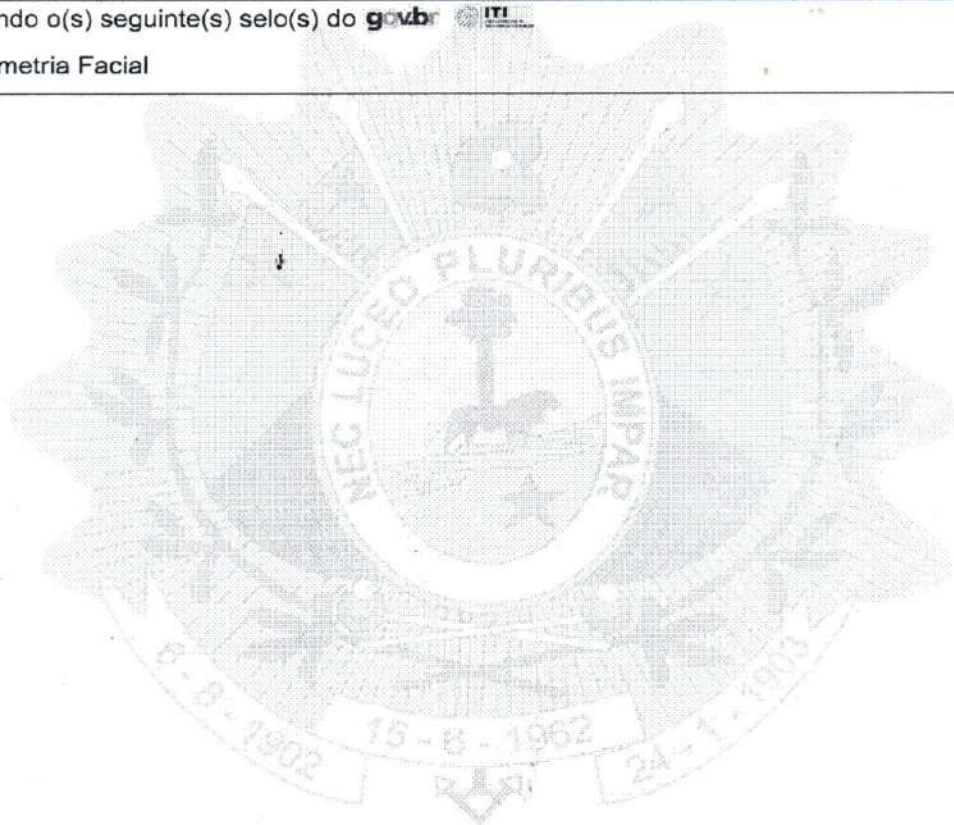 ndo o(s) seguinte(s) selo(s) do gov.br ITI
metria Facial
NEC LUCEO PLURIBUS IMPAR
6 - 8 - 1902
15 - 6 - 1962
24 - 1 - 1903